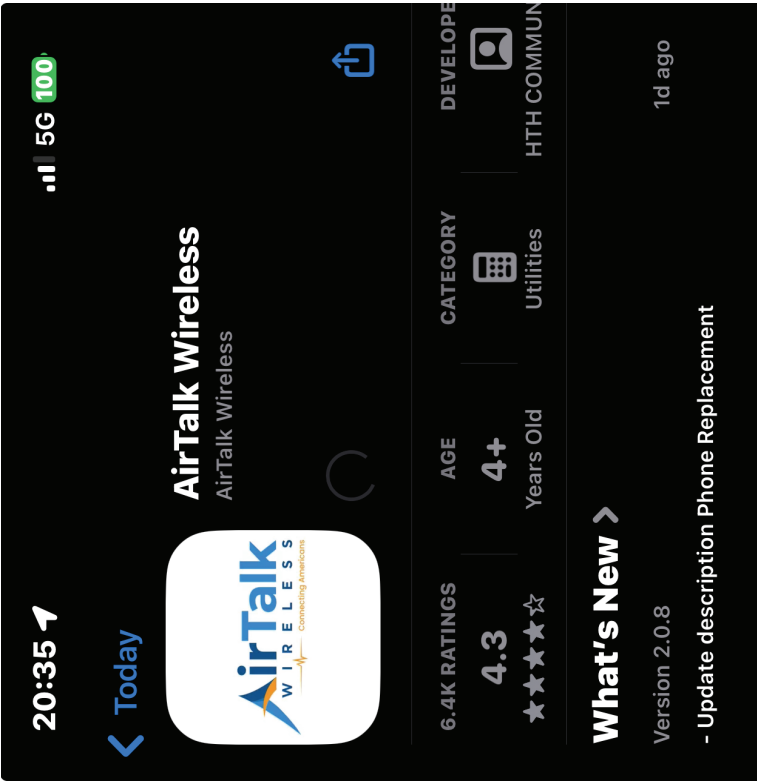 20:35
5G 100
Today
AirTalk
WIRELESS
Connecting Americans
AirTalk Wireless
AirTalk Wireless
6.4K RATINGS
4.3
AGE
4+
Years Old
CATEGORY
Utilities
DEVELOPE
HTH COMMUN
What's New
Version 2.0.8
1d ago
- Update description Phone Replacement